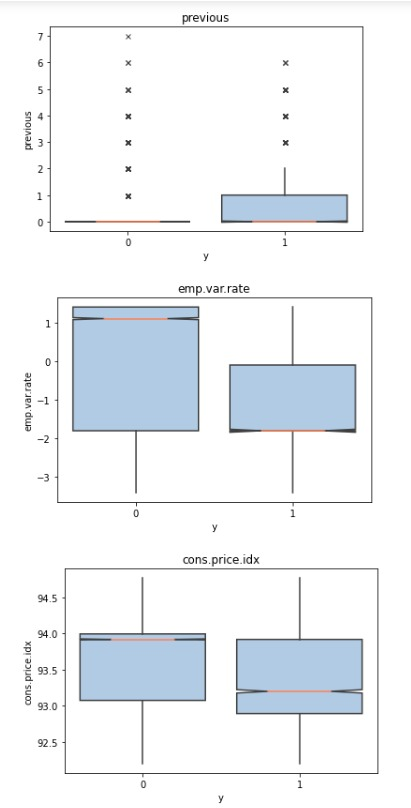 previous
7
6
5
4
3
2
1
0
previous
0 1
y
emp.var.rate
1
0
−1
−2
−3
emp.var.rate
0 1
y
cons.price.idx
94.5
94.0
93.5
93.0
92.5
cons.price.idx
0 1
y